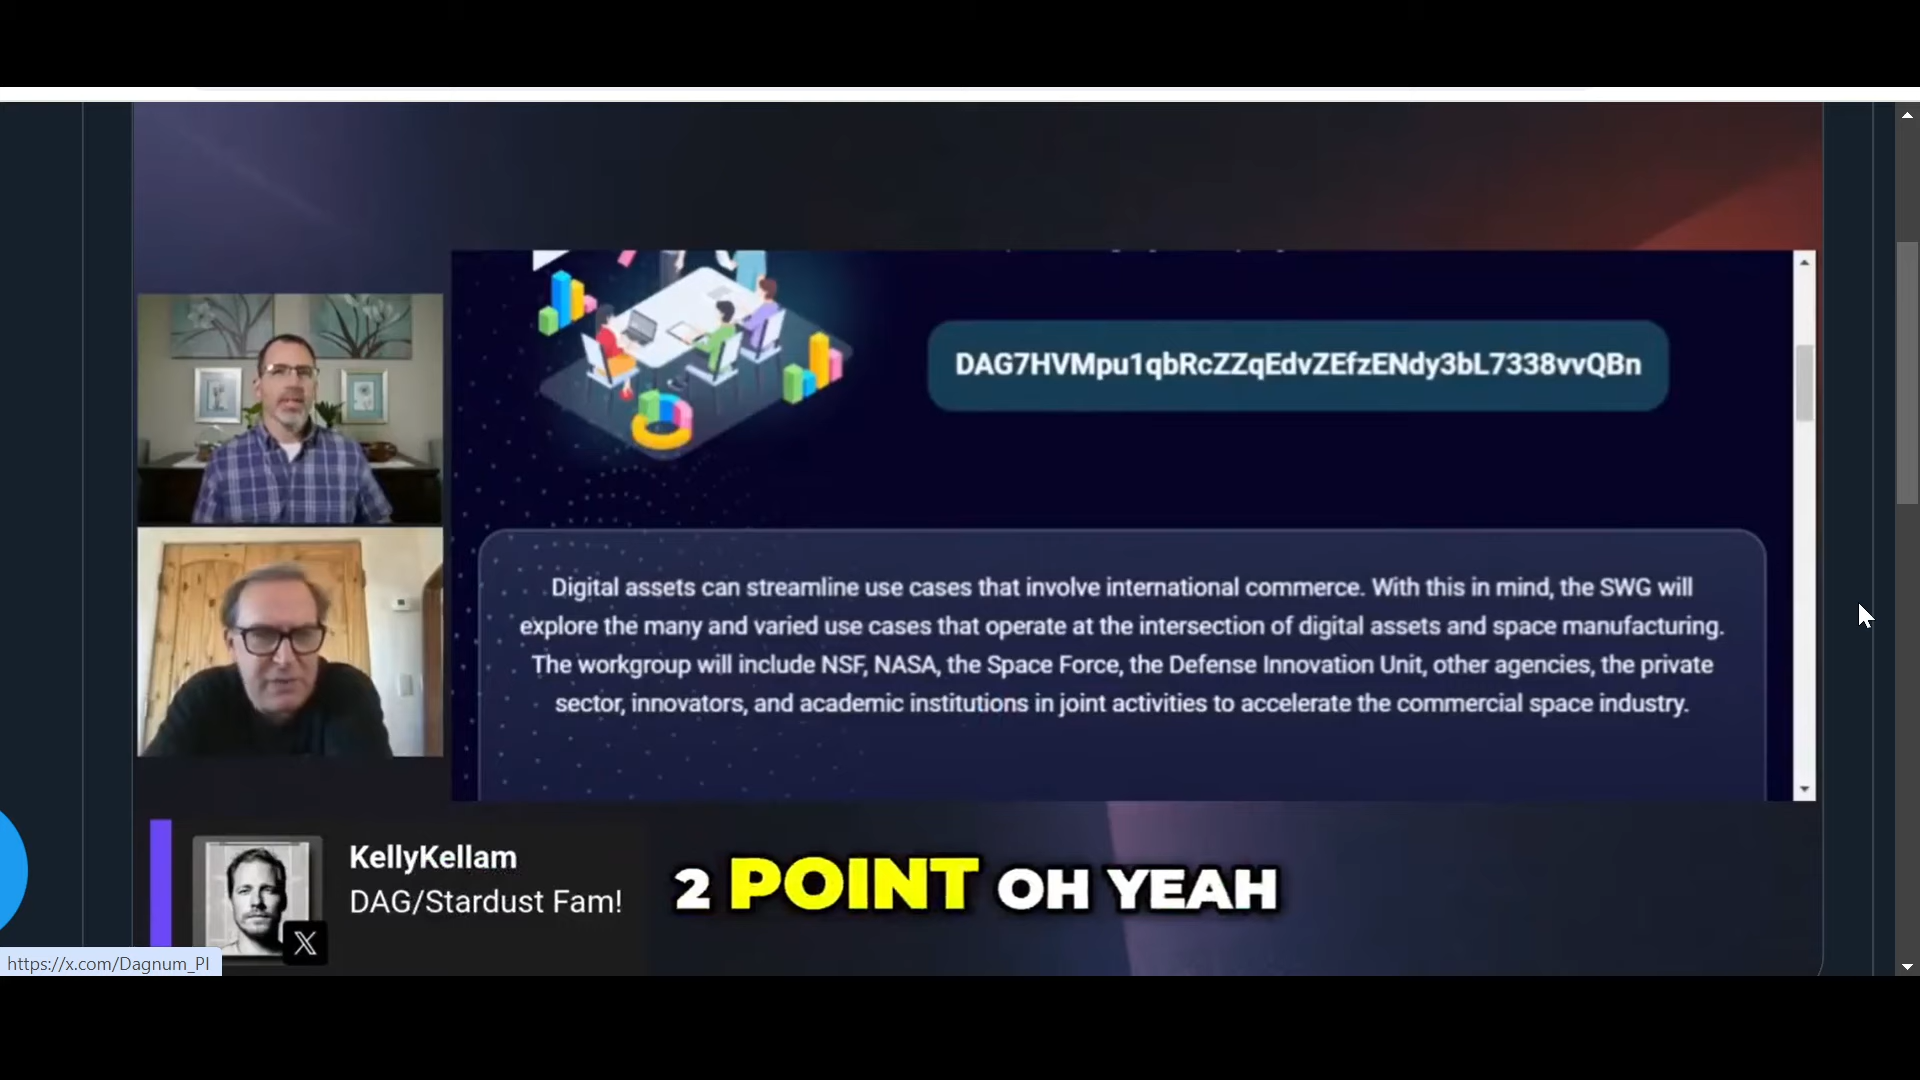 DAG7HVMpu1qbRcZZqEdvZEfzENdy3bL7338vvQBn
Digital assets can streamline use cases that involve international commerce. With this in mind, the SWG will
explore the many and varied use cases that operate at the intersection of digital assets and space manufacturing.
The workgroup will include NSF, NASA, the Space Force, the Defense Innovation Unit, other agencies, the private
sector, innovators, and academic institutions in joint activities to accelerate the commercial space industry.
KellyKellam
DAG/Stardust Fam!
2 POINT OH YEAH
X
https://x.com/Dagnum_PI